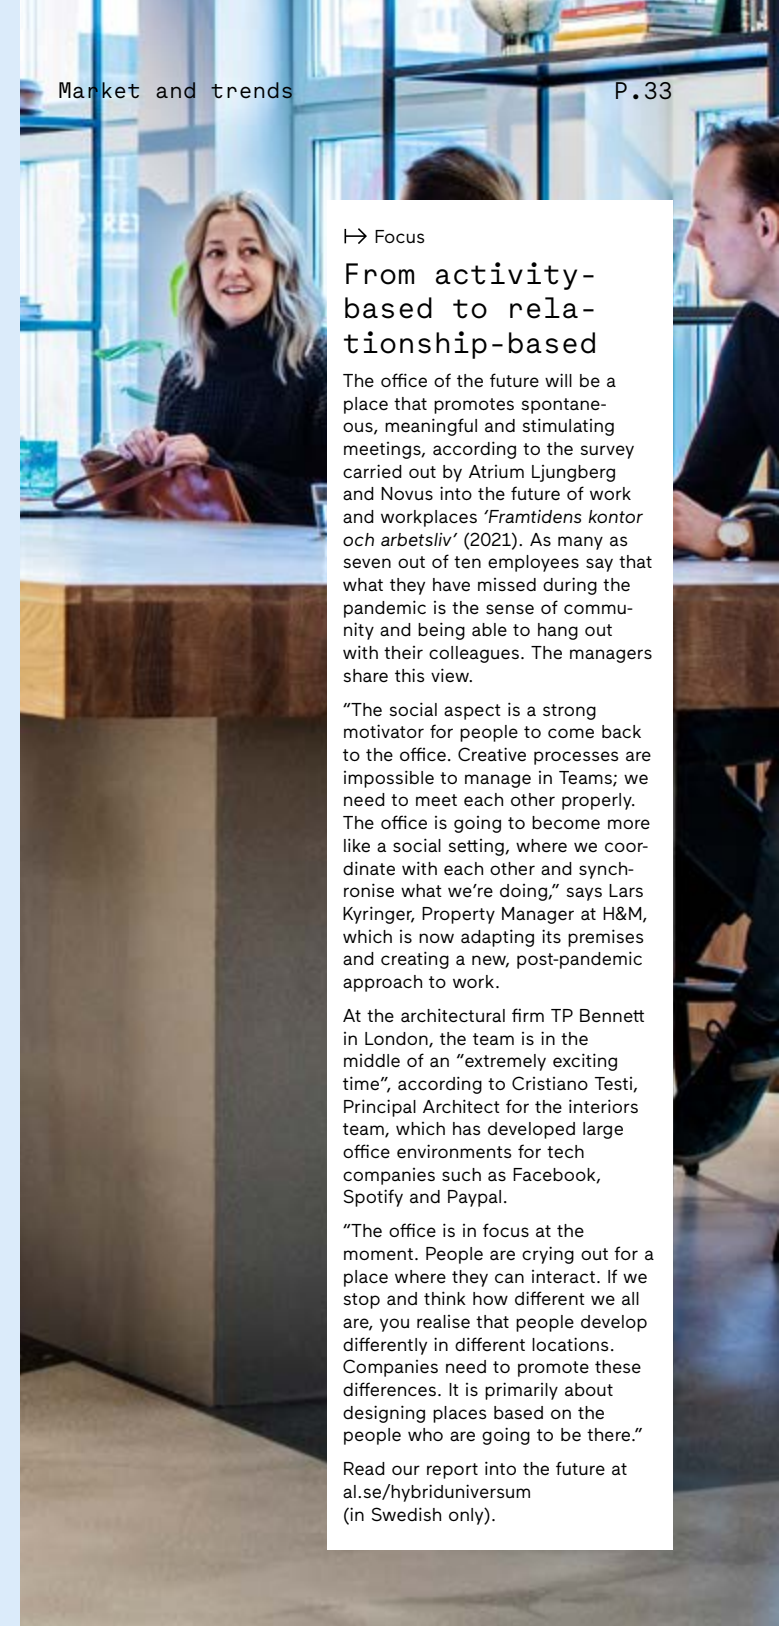 Market and trends
P.33
↦ Focus
From activity-
based to rela-
tionship-based
The office of the future will be a
place that promotes spontane-
ous, meaningful and stimulating
meetings, according to the survey
carried out by Atrium Ljungberg
and Novus into the future of work
and workplaces ‘Framtidens kontor
och arbetsliv’ (2021). As many as
seven out of ten employees say that
what they have missed during the
pandemic is the sense of commu-
nity and being able to hang out
with their colleagues. The managers
share this view.
“The social aspect is a strong
motivator for people to come back
to the office. Creative processes are
impossible to manage in Teams; we
need to meet each other properly.
The office is going to become more
like a social setting, where we coor-
dinate with each other and synch-
ronise what we’re doing,” says Lars
Kyringer, Property Manager at H&M,
which is now adapting its premises
and creating a new, post-pandemic
approach to work.
At the architectural firm TP Bennett
in London, the team is in the
middle of an “extremely exciting
time”, according to Cristiano Testi,
Principal Architect for the interiors
team, which has developed large
office environments for tech
companies such as Facebook,
Spotify and Paypal.
“The office is in focus at the
moment. People are crying out for a
place where they can interact. If we
stop and think how different we all
are, you realise that people develop
differently in different locations.
Companies need to promote these
differences. It is primarily about
designing places based on the
people who are going to be there.”
Read our report into the future at
al.se/hybriduniversum
(in Swedish only).